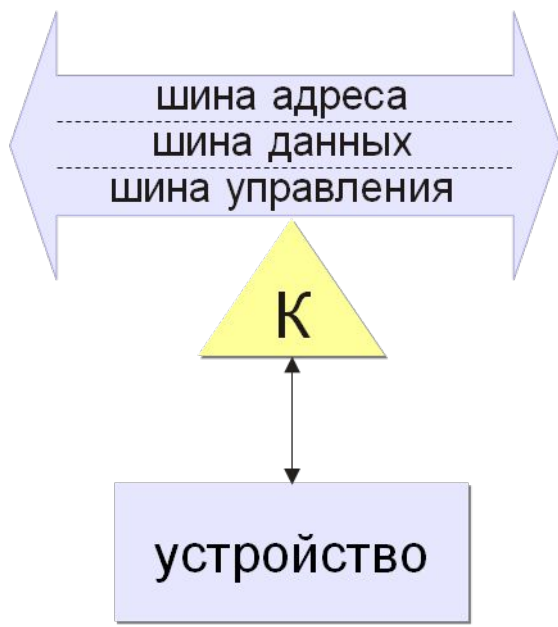 шина адреса
шина данных
шина управления
К
устройство